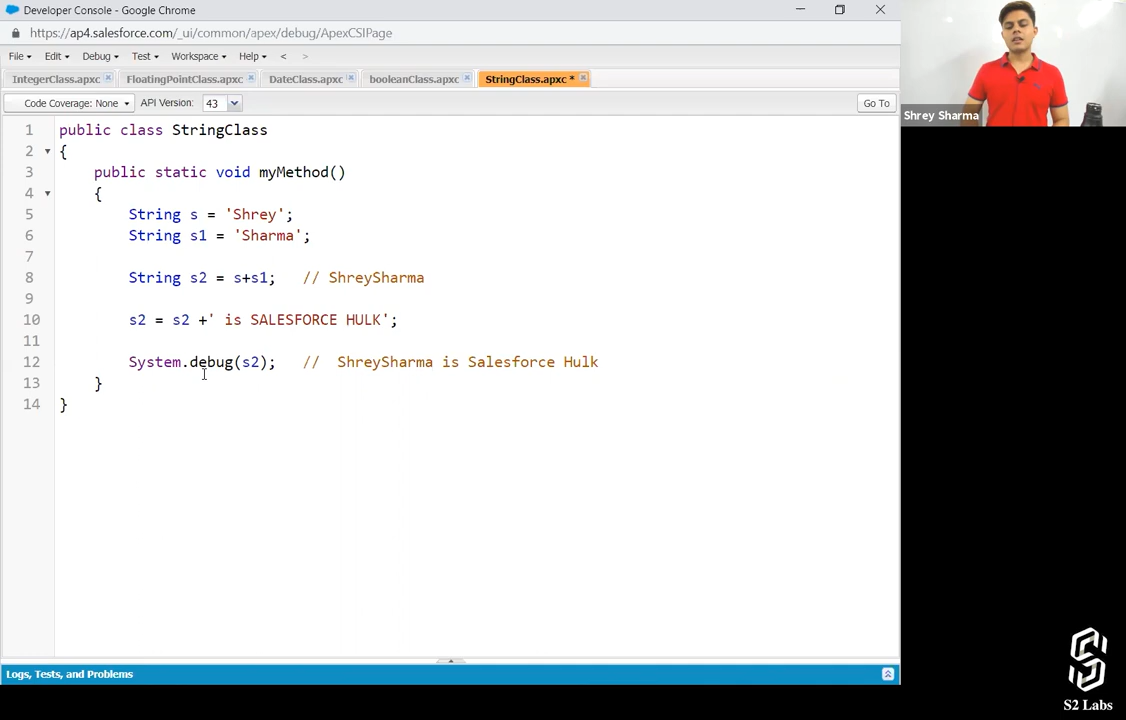 Developer Console - Google Chrome
https://ap4.salesforce.com/_ui/common/apex/debug/ApexCSIPage
File Edit Debug Test Workspace Help < >
IntegerClass.apxc FloatingPointClass.apxc DateClass.apxc booleanClass.apxc StringClass.apxc *
Code Coverage: None API Version: 43 Go To
Shrey Sharma
1 public class StringClass
2 {
3 public static void myMethod()
4 {
5 String s = 'Shrey';
6 String s1 = 'Sharma';
7
8 String s2 = s+s1; // ShreySharma
9
10 s2 = s2 +' is SALESFORCE HULK';
11
12 System.debug(s2); // ShreySharma is Salesforce Hulk
13 }
14 }
Logs, Tests, and Problems
S2 Labs